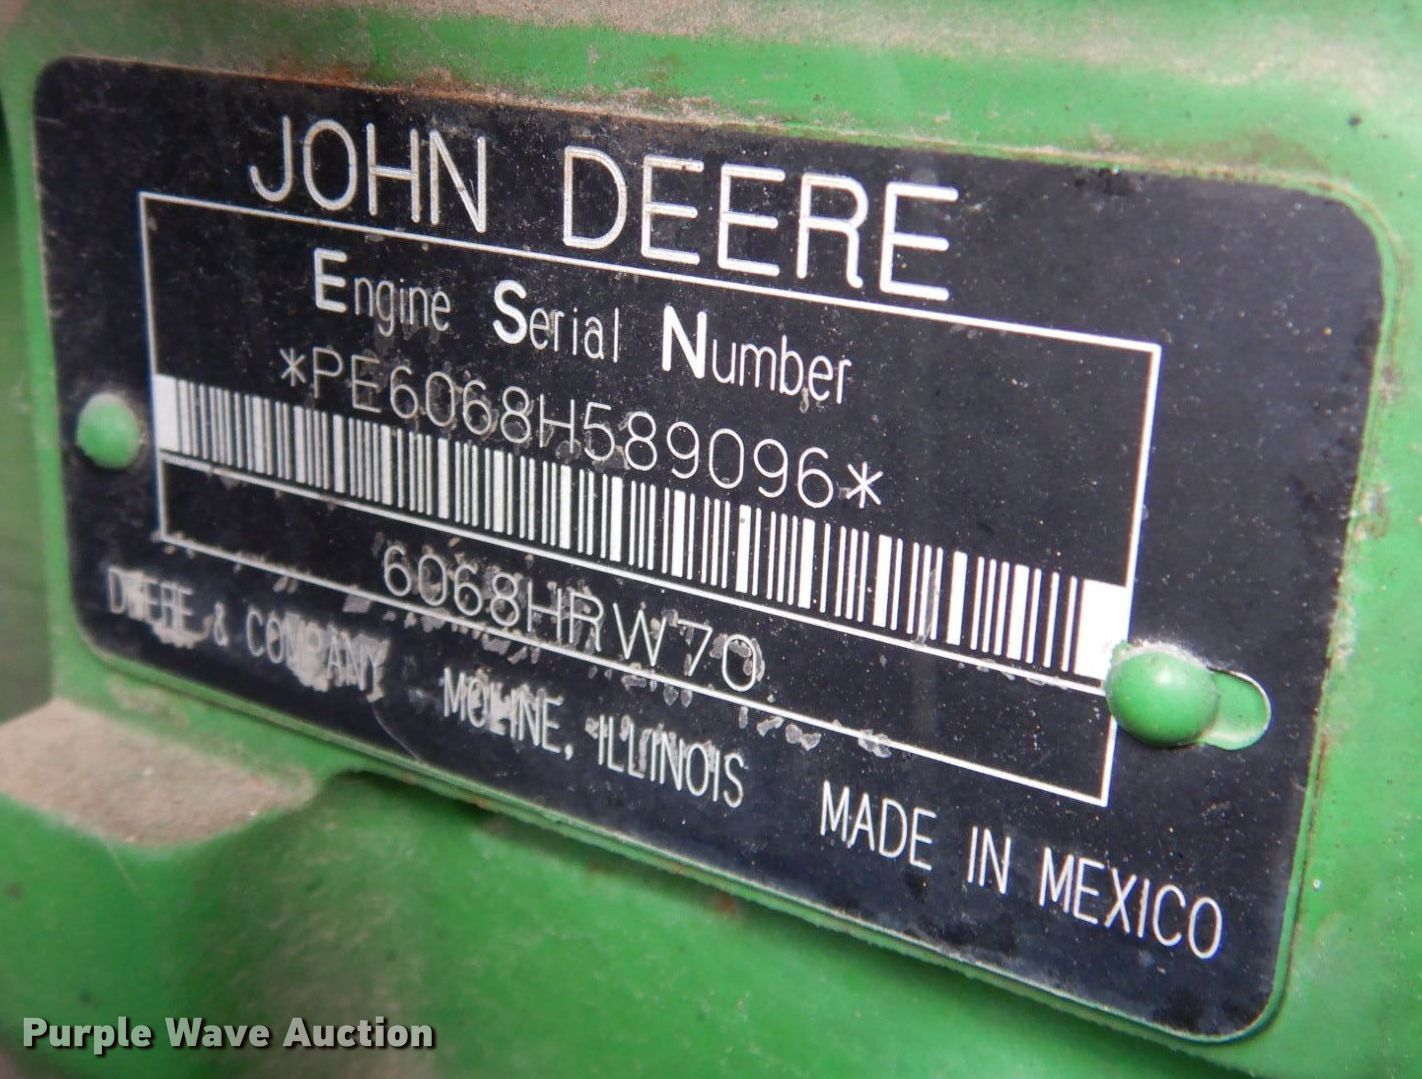 JOHN DEERE
Engine Serial Number
*PE6068H589096*
6068HRW70
DEERE & COMPANY MOLINE, ILLINOIS MADE IN MEXICO
Purple Wave Auction